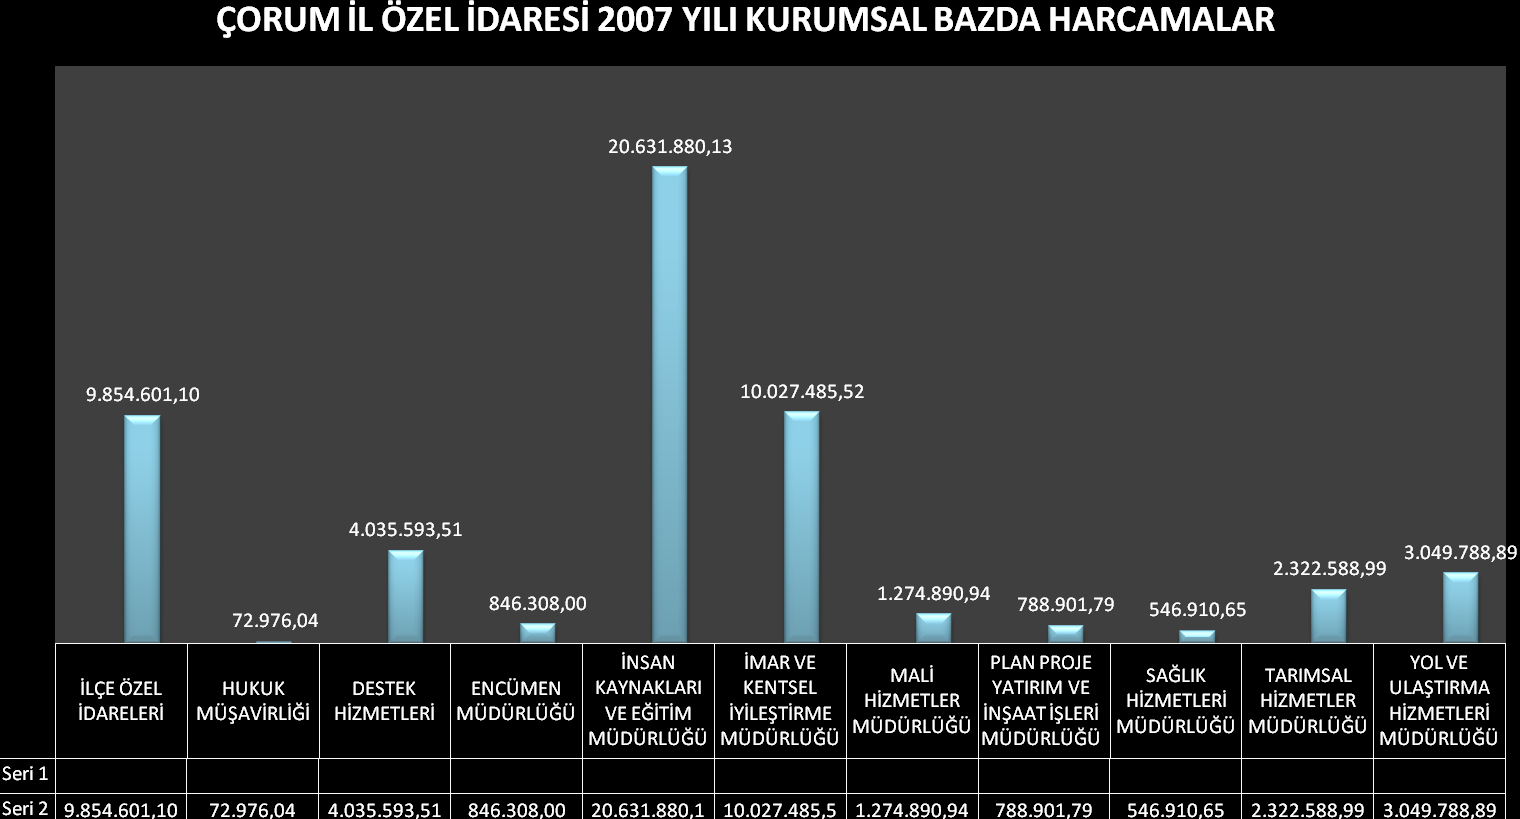 ÇORUM İL ÖZEL İDARESİ 2007 YILI KURUMSAL BAZDA HARCAMALAR
9.854.601,10
72.976,04
4.035.593,51
846.308,00
20.631.880,13
10.027.485,52
1.274.890,94
788.901,79
546.910,65
2.322.588,99
3.049.788,89
İLÇE ÖZEL
İDARELERİ
HUKUK
MÜŞAVİRLİĞİ
DESTEK
HİZMETLERİ
ENCÜMEN
MÜDÜRLÜĞÜ
İNSAN
KAYNAKLARI
VE EĞİTİM
MÜDÜRLÜĞÜ
İMAR VE
KENTSEL
İYİLEŞTİRME
MÜDÜRLÜĞÜ
MALİ
HİZMETLER
MÜDÜRLÜĞÜ
PLAN PROJE
YATIRIM VE
İNŞAAT İŞLERİ
MÜDÜRLÜĞÜ
SAĞLIK
HİZMETLERİ
MÜDÜRLÜĞÜ
TARIMSAL
HİZMETLER
MÜDÜRLÜĞÜ
YOL VE
ULAŞTIRMA
HİZMETLERİ
MÜDÜRLÜĞÜ
Seri 1
Seri 2 9.854.601,10 72.976,04 4.035.593,51 846.308,00 20.631.880,1 10.027.485,5 1.274.890,94 788.901,79 546.910,65 2.322.588,99 3.049.788,89